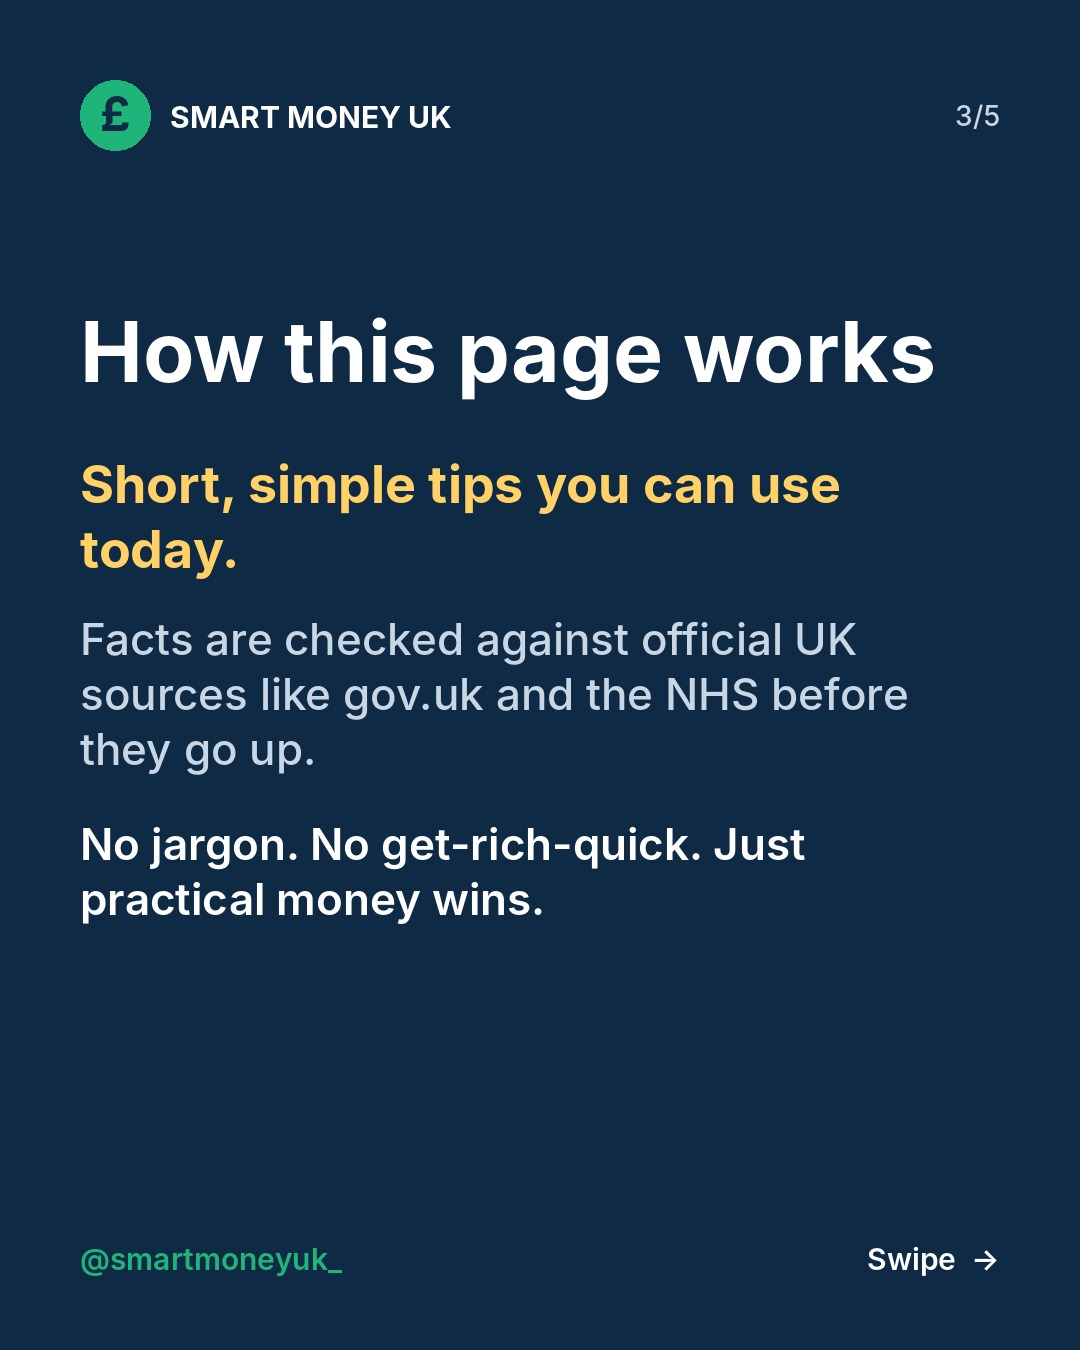 £ SMART MONEY UK
3/5
How this page works
Short, simple tips you can use
today.
Facts are checked against official UK
sources like gov.uk and the NHS before
they go up.
No jargon. No get-rich-quick. Just
practical money wins.
@smartmoneyuk_
Swipe →